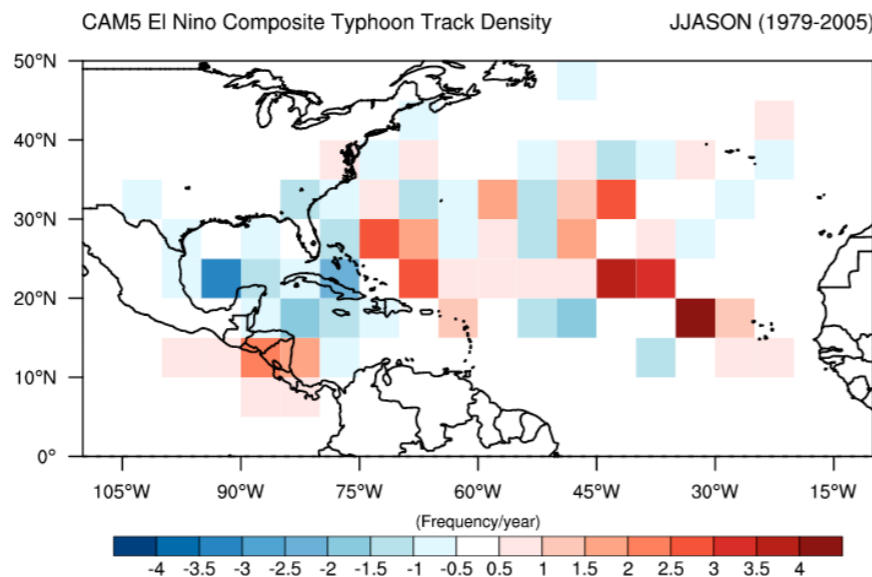 CAM5 El Nino Composite Typhoon Track Density JJASON (1979-2005)
50°N
40°N
30°N
20°N
10°N
0°
105°W 90°W 75°W 60°W 45°W 30°W 15°W
(Frequency/year)
-4 -3.5 -3 -2.5 -2 -1.5 -1 -0.5 0.5 1 1.5 2 2.5 3 3.5 4